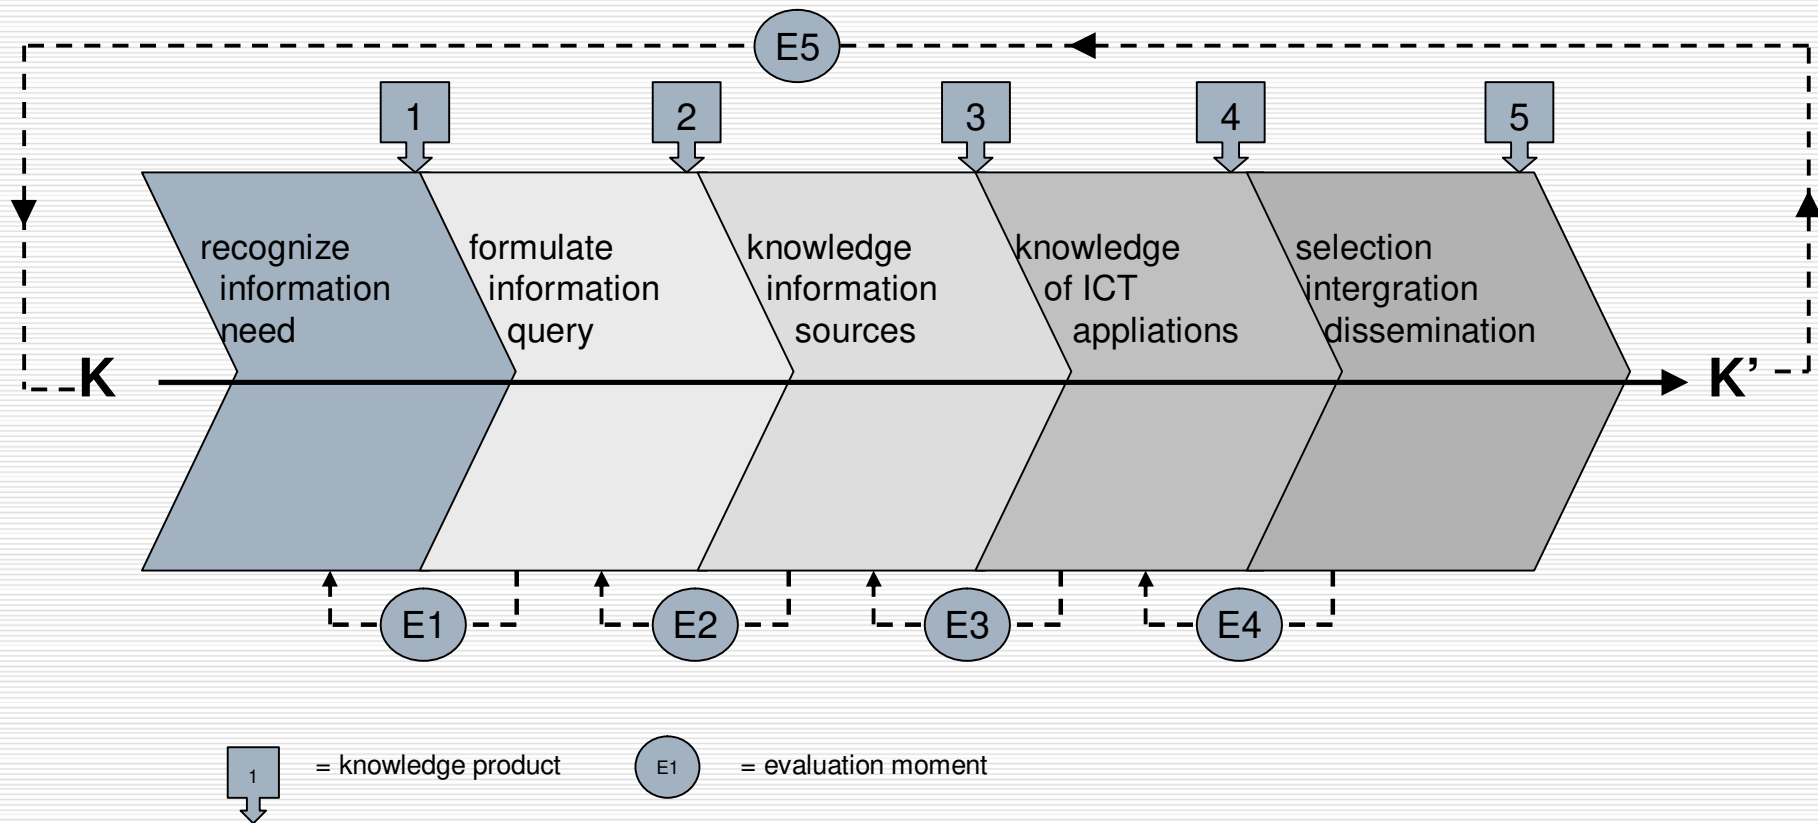 E5
1
2
3
4
5
recognize
information
need
formulate
information
query
knowledge
information
sources
knowledge
of ICT
appliations
selection
intergration
dissemination
K
K’
E1
E2
E3
E4
1
= knowledge product
E1
= evaluation moment